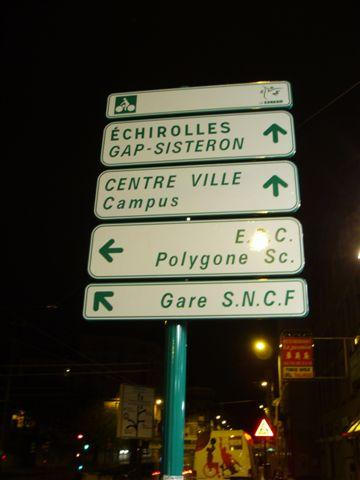 ÉCHIROLLES
GAP-SISTERON
CENTRE VILLE
Campus
E.D.C.
Polygone Sc.
Gare S.N.C.F